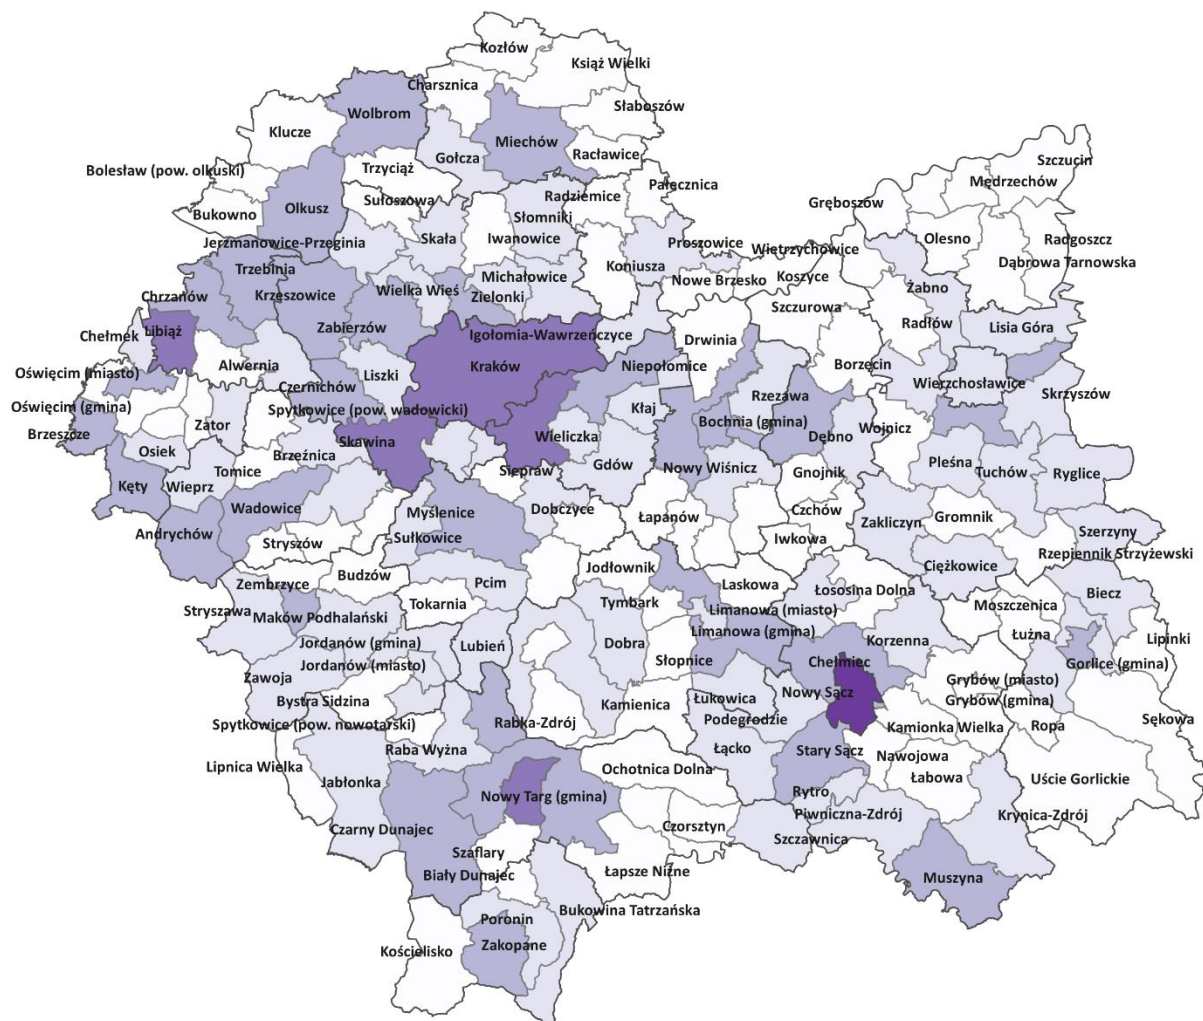 Kozłów
Książ Wielki
Charsznica
Słaboszów
Wolbrom
Klucze
Miechów
Racławice
Gołcza
Szczucin
Trzyciąż
Bolesław (pow. olkuski)
Mędrzechów
Pałecznica
Radziemice
Sułoszowa
Gręboszów
Olkusz
Bukowno
Słomniki
Skała
Iwanowice
Olesno
Radgoszcz
Jerzmanowice-Przeginia
Proszowice
Wietrzychowice
Dąbrowa Tarnowska
Trzebinia
Koniusza
Michałowice
Nowe Brzesko
Koszyce
Żabno
Chrzanów
Krzeszowice
Wielka Wieś
Zielonki
Szczurowa
Radłów
Lisia Góra
Chełmek
Libiąż
Zabierzów
Igołomia-Wawrzeńczyce
Drwinia
Alwernia
Liszki
Kraków
Niepołomice
Borzęcin
Oświęcim (miasto)
Czernichów
Wierzchosławice
Skrzyszów
Rzezawa
Oświęcim (gmina)
Spytkowice (pow. wadowicki)
Kłaj
Bochnia (gmina)
Brzeszcze
Zator
Skawina
Wieliczka
Dębno
Wojnicz
Osiek
Brzeźnica
Tomice
Siepraw
Gdów
Nowy Wiśnicz
Gnojnik
Pleśna
Tuchów
Ryglice
Kęty
Wieprz
Wadowice
Myślenice
Dobczyce
Łapanów
Czchów
Zakliczyn
Gromnik
Szerzyny
Andrychów
Sułkowice
Stryszów
Iwkowa
Rzepiennik Strzyżewski
Budzów
Jodłownik
Ciężkowice
Zembrzyce
Pcim
Laskowa
Łososina Dolna
Biecz
Stryszawa
Maków Podhalański
Tokarnia
Tymbark
Limanowa (miasto)
Moszczenica
Limanowa (gmina)
Korzenna
Łużna
Lipinki
Jordanów (gmina)
Lubień
Dobra
Jordanów (miasto)
Słopnice
Chełmiec
Gorlice (gmina)
Zawoja
Grybów (miasto)
Bystra Sidzina
Nowy Sącz
Grybów (gmina)
Łukowica
Kamienica
Podegrodzie
Spytkowice (pow. nowotarski)
Rabka-Zdrój
Kamionka Wielka
Ropa
Sękowa
Raba Wyżna
Łącko
Stary Sącz
Nawojowa
Lipnica Wielka
Ochotnica Dolna
Łabowa
Uście Gorlickie
Jabłonka
Nowy Targ (gmina)
Rytro
Piwniczna-Zdrój
Krynica-Zdrój
Czarny Dunajec
Czorsztyn
Szczawnica
Szaflary
Biały Dunajec
Łapsze Niżne
Muszyna
Bukowina Tatrzańska
Poronin
Kościelisko
Zakopane